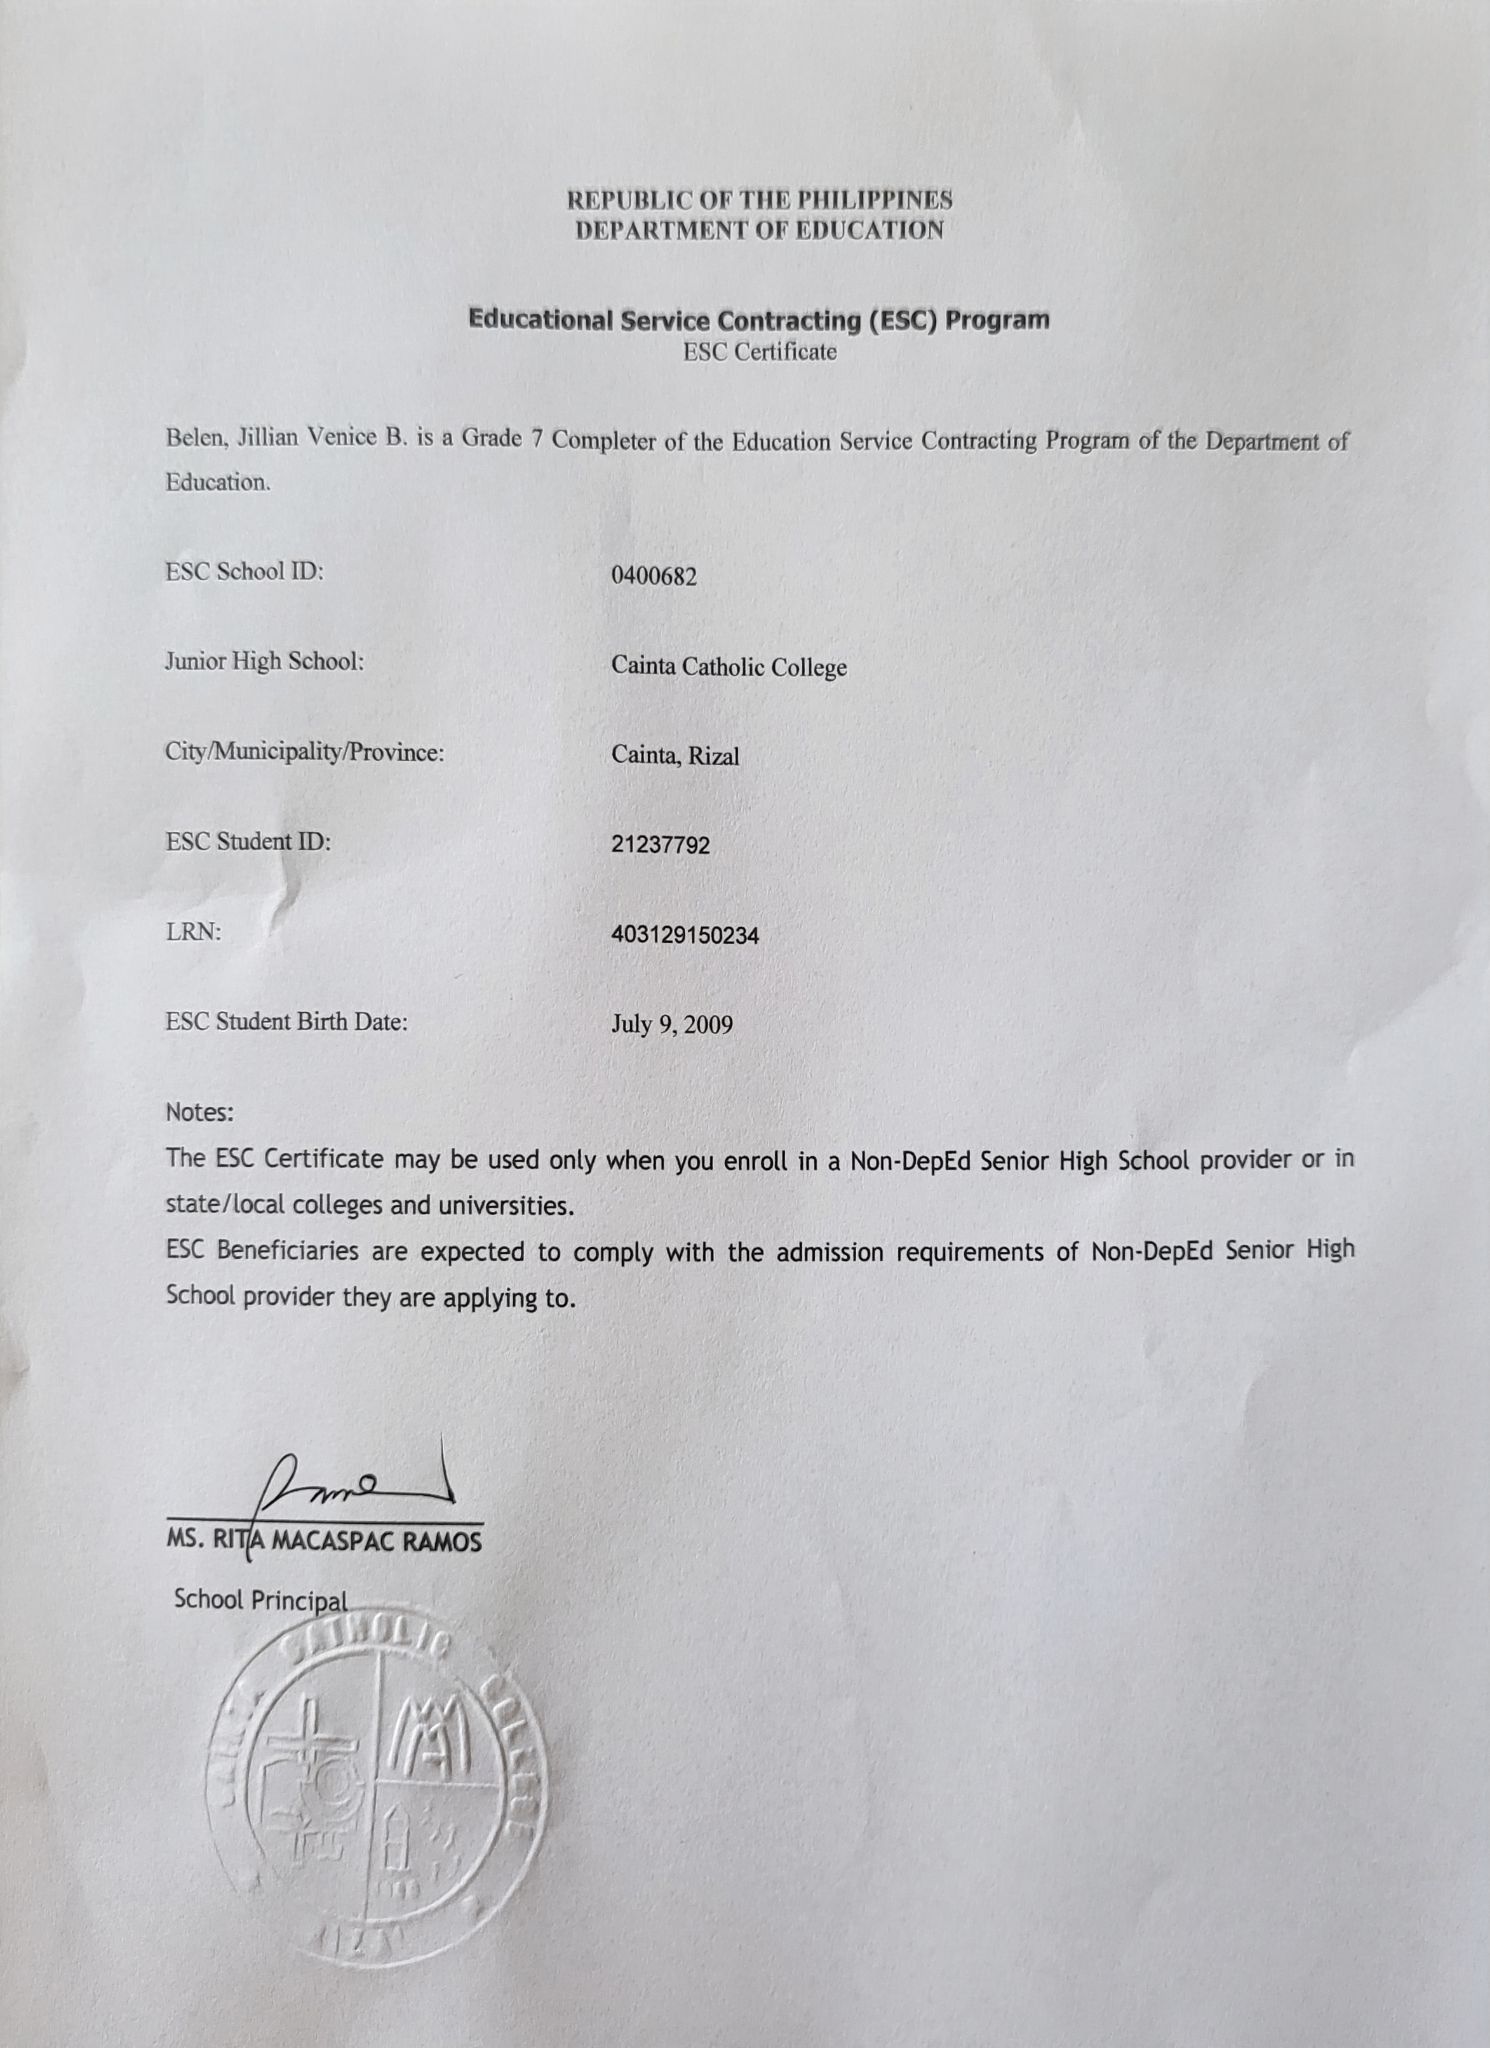 REPUBLIC OF THE PHILIPPINES
DEPARTMENT OF EDUCATION
Educational Service Contracting (ESC) Program
ESC Certificate
Belen, Jillian Venice B. is a Grade 7 Completer of the Education Service Contracting Program of the Department of
Education.
ESC School ID: 0400682
Junior High School: Cainta Catholic College
City/Municipality/Province: Cainta, Rizal
ESC Student ID: 21237792
LRN: 403129150234
ESC Student Birth Date: July 9, 2009
Notes:
The ESC Certificate may be used only when you enroll in a Non-DepEd Senior High School provider or in
state/local colleges and universities.
ESC Beneficiaries are expected to comply with the admission requirements of Non-DepEd Senior High
School provider they are applying to.
MS. RITA MACASPAC RAMOS
School Principal
CATHOLIC COLLEGE